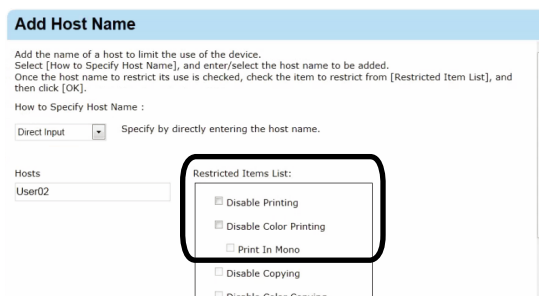 Add Host Name
Add the name of a host to limit the use of the device.
Select [How to Specify Host Name], and enter/select the host name to be added.
Once the host name to restrict its use is checked, check the item to restrict from [Restricted Item List], and
then click [OK].
How to Specify Host Name :
Direct Input Specify by directly entering the host name.
Hosts Restricted Items List:
User02
Disable Printing
Disable Color Printing
Print In Mono
Disable Copying
Disable Color Copying